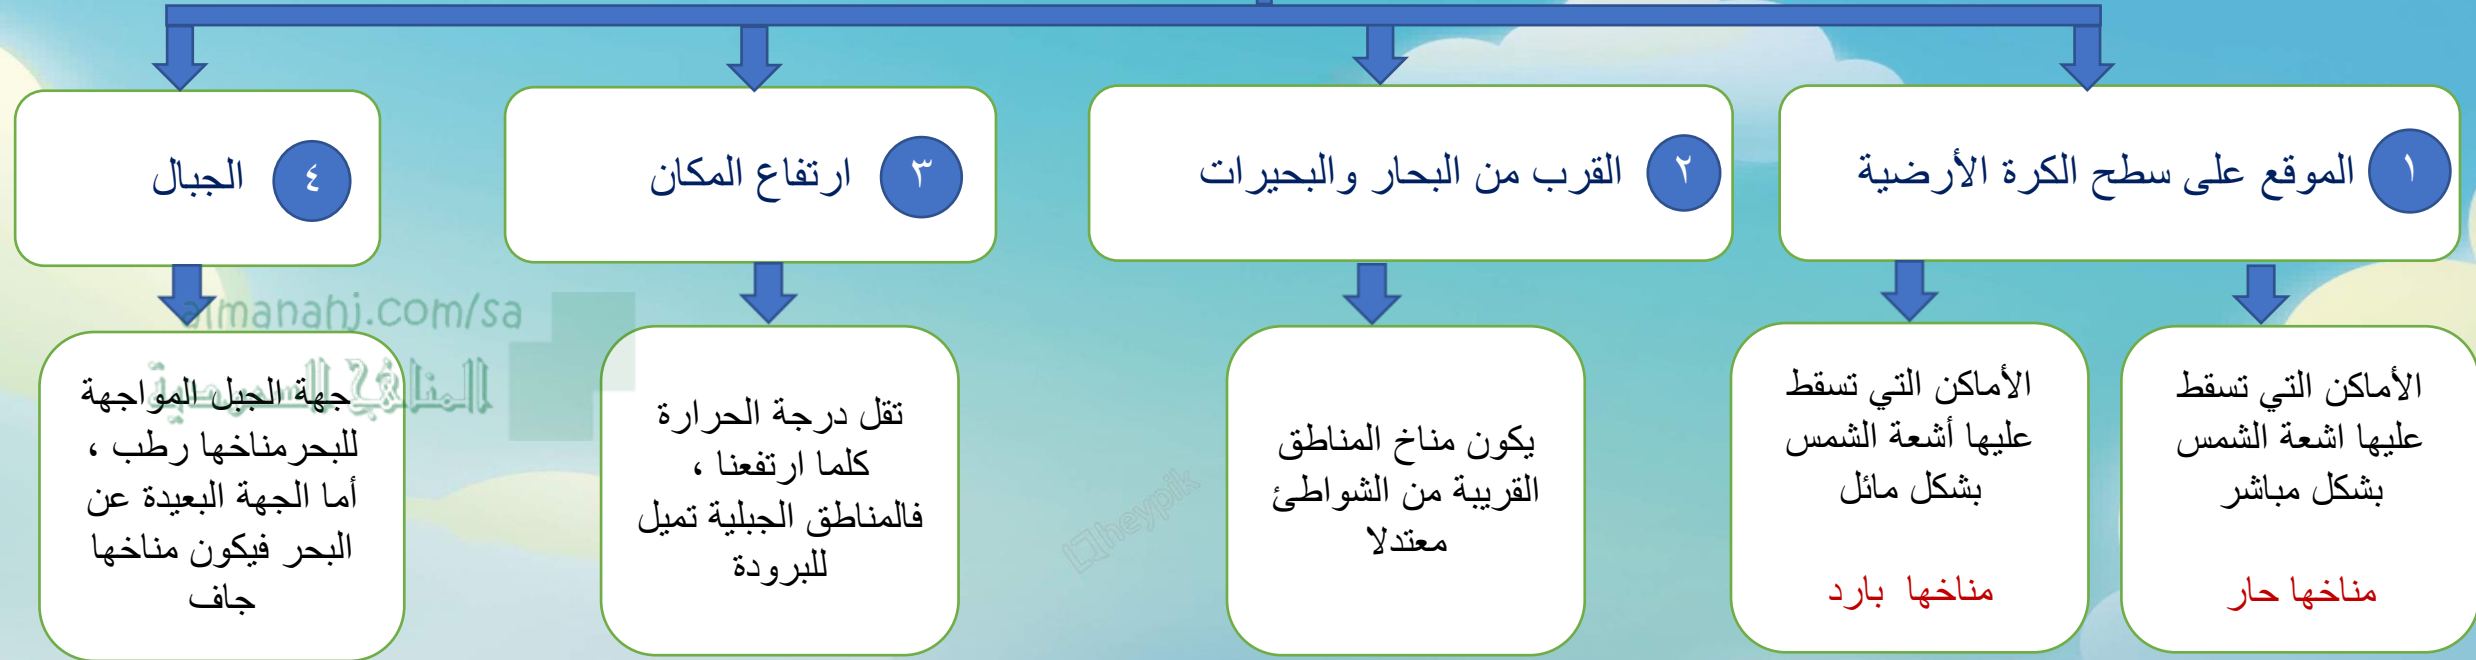 ١ الموقع على سطح الكرة الأرضية
٢ القرب من البحار والبحيرات
٣ ارتفاع المكان
٤ الجبال
الأماكن التي تسقط
عليها اشعة الشمس
بشكل مباشر
مناخها حار
الأماكن التي تسقط
عليها أشعة الشمس
بشكل مائل
مناخها بارد
يكون مناخ المناطق
القريبة من الشواطئ
معتدلا
تقل درجة الحرارة
كلما ارتفعنا ،
فالمناطق الجبلية تميل
للبرودة
جهة الجبل المواجهة
للبحرمناخها رطب ،
أما الجهة البعيدة عن
البحر فيكون مناخها
جاف
almanahj.com/sa
المناهج السعودية
heypik